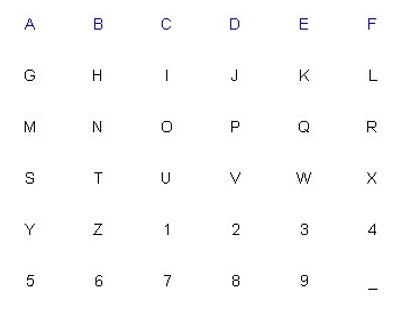 A B C D E F
G H I J K L
M N O P Q R
S T U V W X
Y Z 1 2 3 4
5 6 7 8 9 _